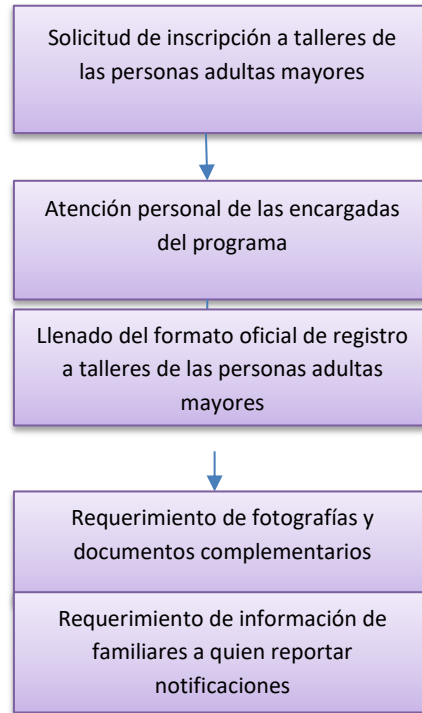 Solicitud de inscripción a talleres de
las personas adultas mayores
Atención personal de las encargadas
del programa
Llenado del formato oficial de registro
a talleres de las personas adultas
mayores
Requerimiento de fotografías y
documentos complementarios
Requerimiento de información de
familiares a quien reportar
notificaciones